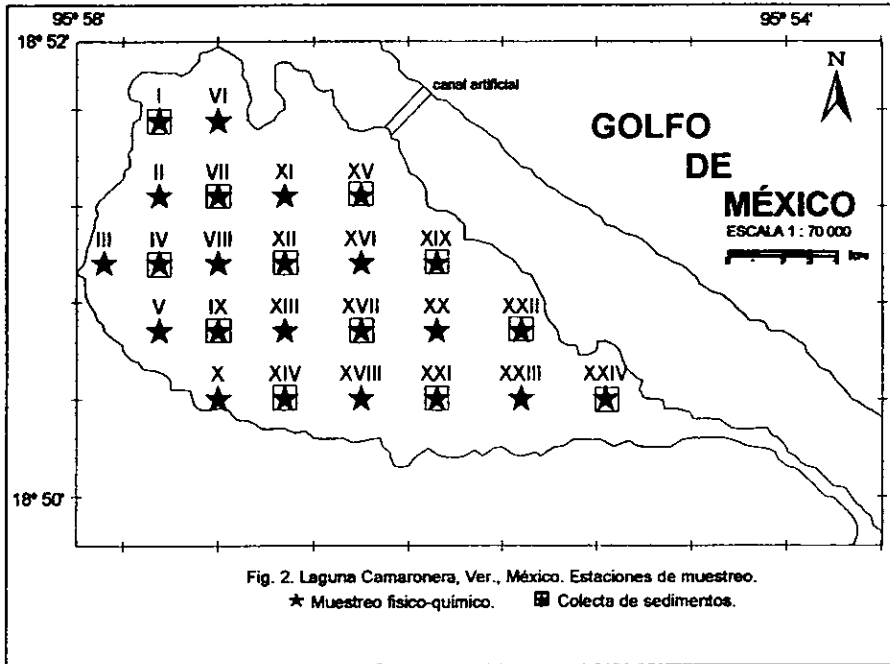 95° 58'
95° 54'
18° 52'
N
canal artificial
GOLFO
DE
MÉXICO
ESCALA 1 : 70 000
I VI
II VII XI XV
III IV VIII XII XVI XIX
V IX XIII XVII XX XXII
X XIV XVIII XXI XXIII XXIV
18° 50'
Fig. 2. Laguna Camaronera, Ver., México. Estaciones de muestreo.
Muestreo fisico-químico. Colecta de sedimentos.